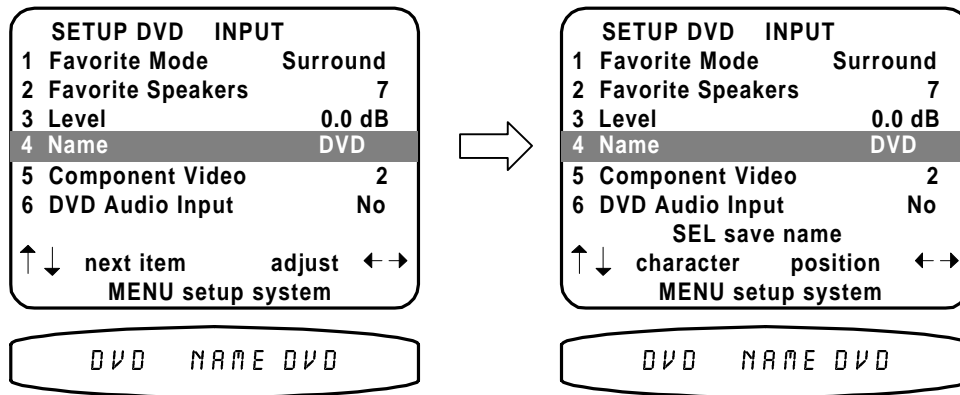 SETUP DVD INPUT
1 Favorite Mode Surround
2 Favorite Speakers 7
3 Level 0.0 dB
4 Name DVD
5 Component Video 2
6 DVD Audio Input No
↑ ↓ next item adjust ← →
MENU setup system
DVD NAME DVD
SETUP DVD INPUT
1 Favorite Mode Surround
2 Favorite Speakers 7
3 Level 0.0 dB
4 Name DVD
5 Component Video 2
6 DVD Audio Input No
SEL save name
↑ ↓ character position ← →
MENU setup system
DVD NAME DVD